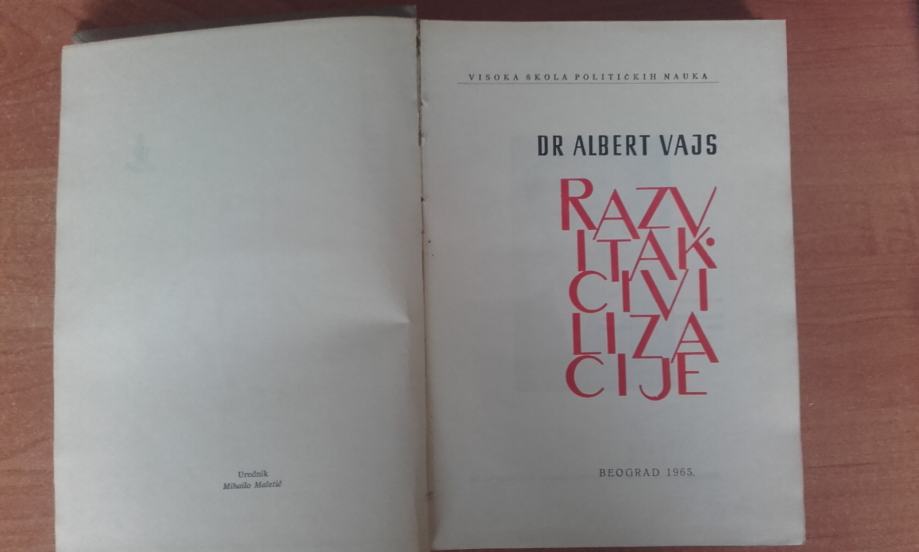 Urednik
Mihailo Maletić
VISOKA ŠKOLA POLITIČKIH NAUKA
DR ALBERT VAJS
RAZV
ITAK·
CIVI
LIZA
CIJE
BEOGRAD 1965.